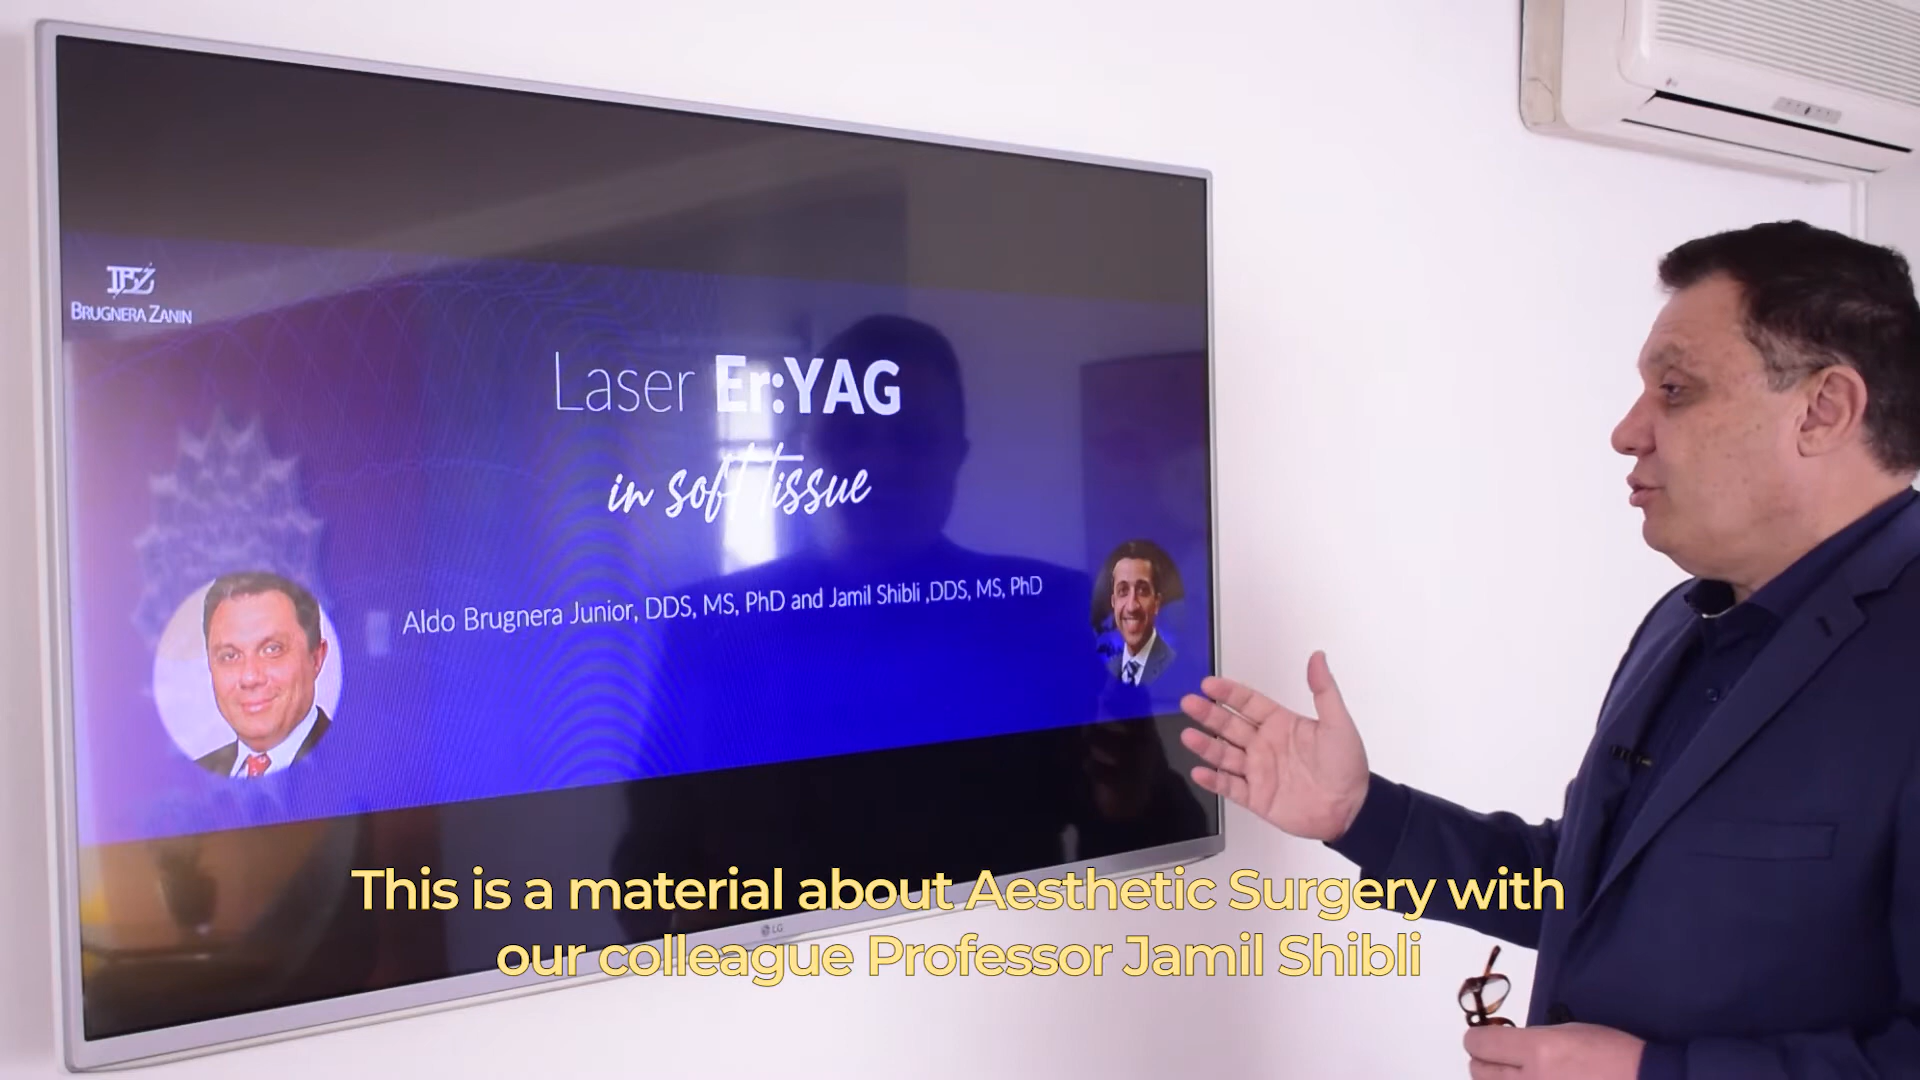 IBZ
BRUGNERA ZANIN
Laser Er:YAG
in soft tissue
Aldo Brugnera Junior, DDS, MS, PhD and Jamil Shibli ,DDS, MS, PhD
LG
This is a material about Aesthetic Surgery with
our colleague Professor Jamil Shibli